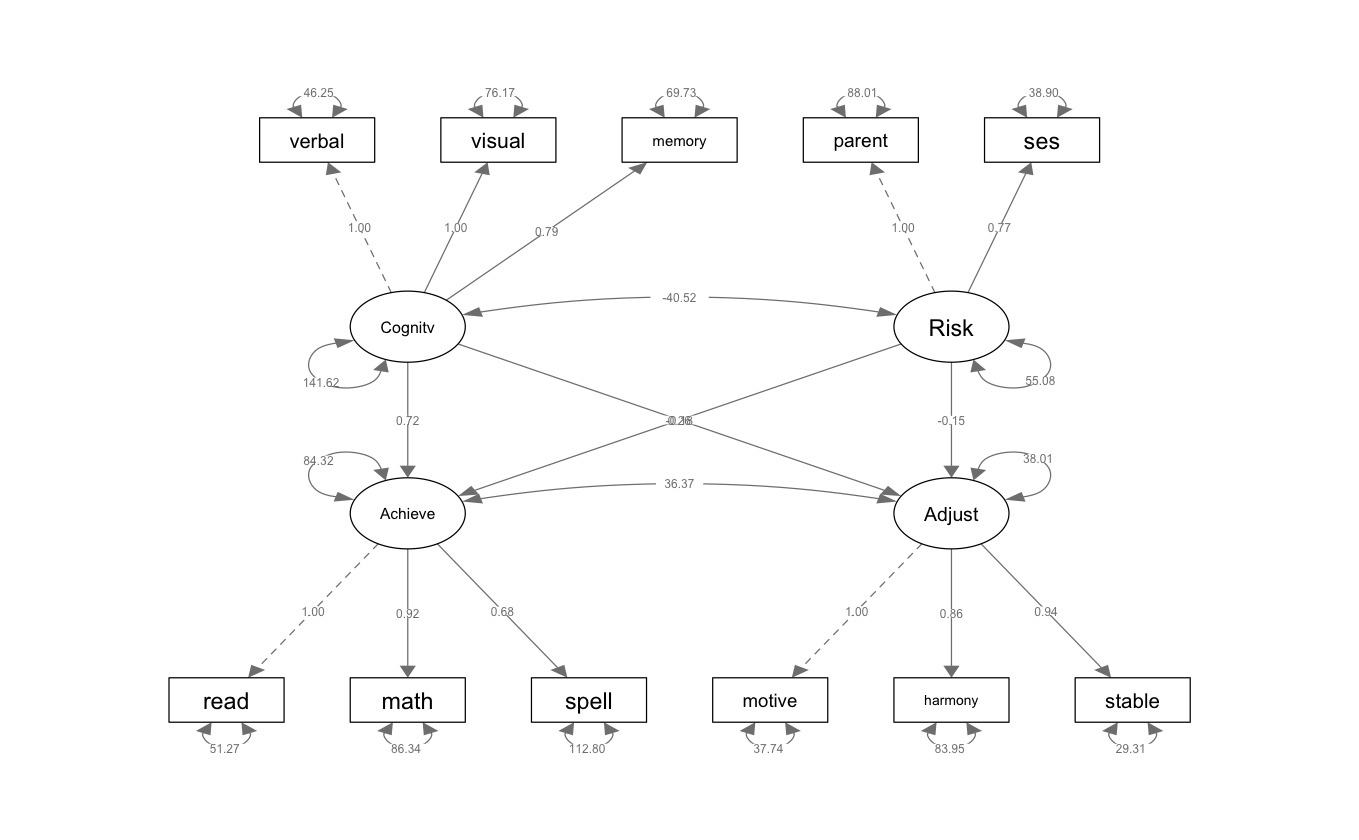 46.25
76.17
69.73
88.01
38.90
verbal
visual
memory
parent
ses
1.00
1.00
0.79
1.00
0.77
-40.52
Cognitv
Risk
141.62
55.08
0.72
-0.15
84.32
38.01
36.37
Achieve
Adjust
1.00
0.92
0.68
1.00
0.86
0.94
read
math
spell
motive
harmony
stable
51.27
86.34
112.80
37.74
83.95
29.31